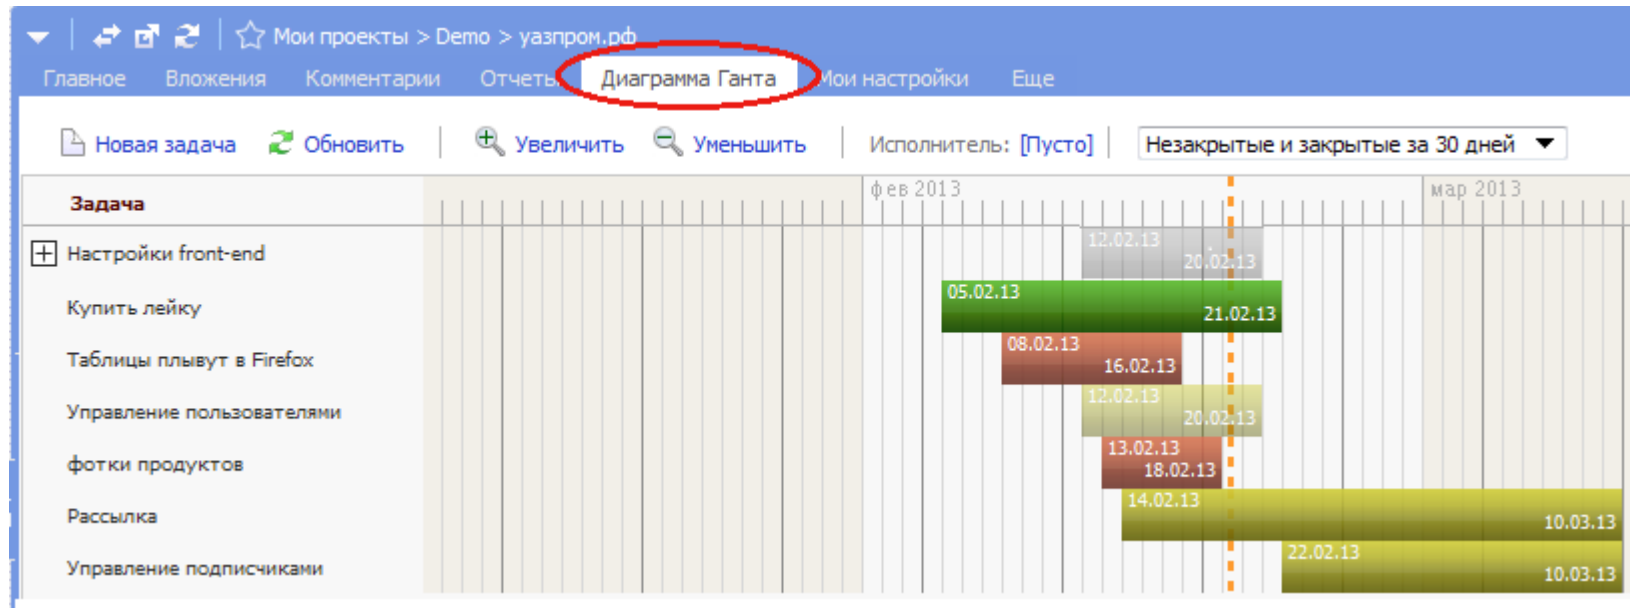 Мои проекты > Demo > уазпром.рф
Главное Вложения Комментарии Отчеты Диаграмма Ганта Мои настройки Еще
Новая задача Обновить Увеличить Уменьшить Исполнитель: [Пусто] Незакрытые и закрытые за 30 дней
Задача фев 2013 мар 2013
Настройки front-end 12.02.13 20.02.13
Купить лейку 05.02.13 21.02.13
Таблицы плывут в Firefox 08.02.13 16.02.13
Управление пользователями 12.02.13 20.02.13
фотки продуктов 13.02.13 18.02.13
Рассылка 14.02.13 10.03.13
Управление подписчиками 22.02.13 10.03.13